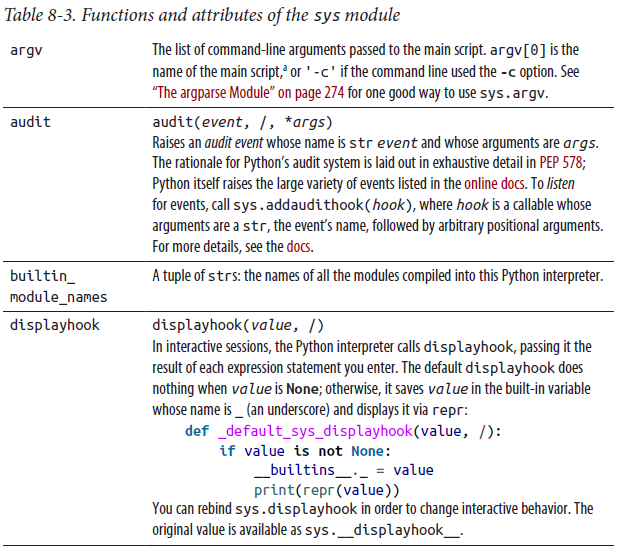 Table 8-3. Functions and attributes of the sys module
argv
The list of command-line arguments passed to the main script. argv[0] is the
name of the main script,a or '-c' if the command line used the -c option. See
“The argparse Module” on page 274 for one good way to use sys.argv.
audit
audit(event, /, *args)
Raises an audit event whose name is str event and whose arguments are args.
The rationale for Python’s audit system is laid out in exhaustive detail in PEP 578;
Python itself raises the large variety of events listed in the online docs. To listen
for events, call sys.addaudithook(hook), where hook is a callable whose
arguments are a str, the event’s name, followed by arbitrary positional arguments.
For more details, see the docs.
builtin_
module_names
A tuple of strs: the names of all the modules compiled into this Python interpreter.
displayhook
displayhook(value, /)
In interactive sessions, the Python interpreter calls displayhook, passing it the
result of each expression statement you enter. The default displayhook does
nothing when value is None; otherwise, it saves value in the built-in variable
whose name is _ (an underscore) and displays it via repr:
def _default_sys_displayhook(value, /):
if value is not None:
__builtins__._ = value
print(repr(value))
You can rebind sys.displayhook in order to change interactive behavior. The
original value is available as sys.__displayhook__.